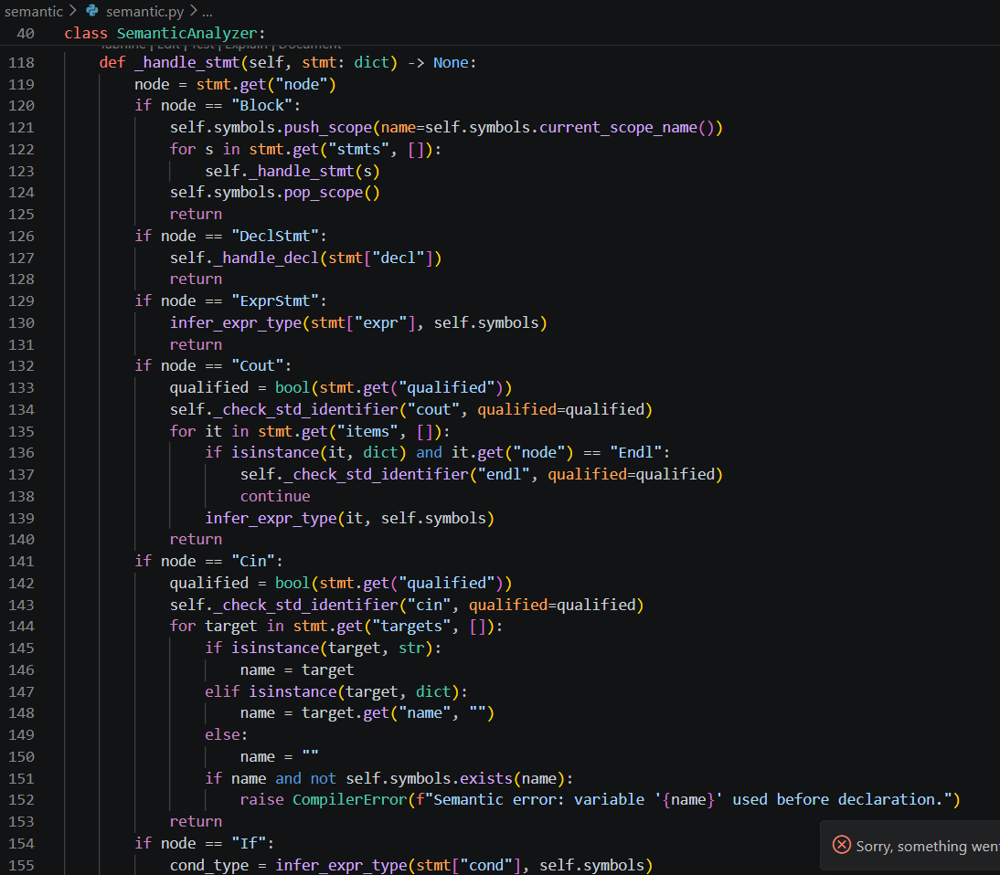 semantic > semantic.py > ...
40 class SemanticAnalyzer:
Tabnine | Edit | Test | Explain | Document
118     def _handle_stmt(self, stmt: dict) -> None:
119         node = stmt.get("node")
120         if node == "Block":
121             self.symbols.push_scope(name=self.symbols.current_scope_name())
122             for s in stmt.get("stmts", []):
123                 self._handle_stmt(s)
124             self.symbols.pop_scope()
125             return
126         if node == "DeclStmt":
127             self._handle_decl(stmt["decl"])
128             return
129         if node == "ExprStmt":
130             infer_expr_type(stmt["expr"], self.symbols)
131             return
132         if node == "Cout":
133             qualified = bool(stmt.get("qualified"))
134             self._check_std_identifier("cout", qualified=qualified)
135             for it in stmt.get("items", []):
136                 if isinstance(it, dict) and it.get("node") == "Endl":
137                     self._check_std_identifier("endl", qualified=qualified)
138                     continue
139                 infer_expr_type(it, self.symbols)
140             return
141         if node == "Cin":
142             qualified = bool(stmt.get("qualified"))
143             self._check_std_identifier("cin", qualified=qualified)
144             for target in stmt.get("targets", []):
145                 if isinstance(target, str):
146                     name = target
147                 elif isinstance(target, dict):
148                     name = target.get("name", "")
149                 else:
150                     name = ""
151                 if name and not self.symbols.exists(name):
152                     raise CompilerError(f"Semantic error: variable '{name}' used before declaration.")
153             return
154         if node == "If":
155             cond_type = infer_expr_type(stmt["cond"], self.symbols)
Sorry, something went